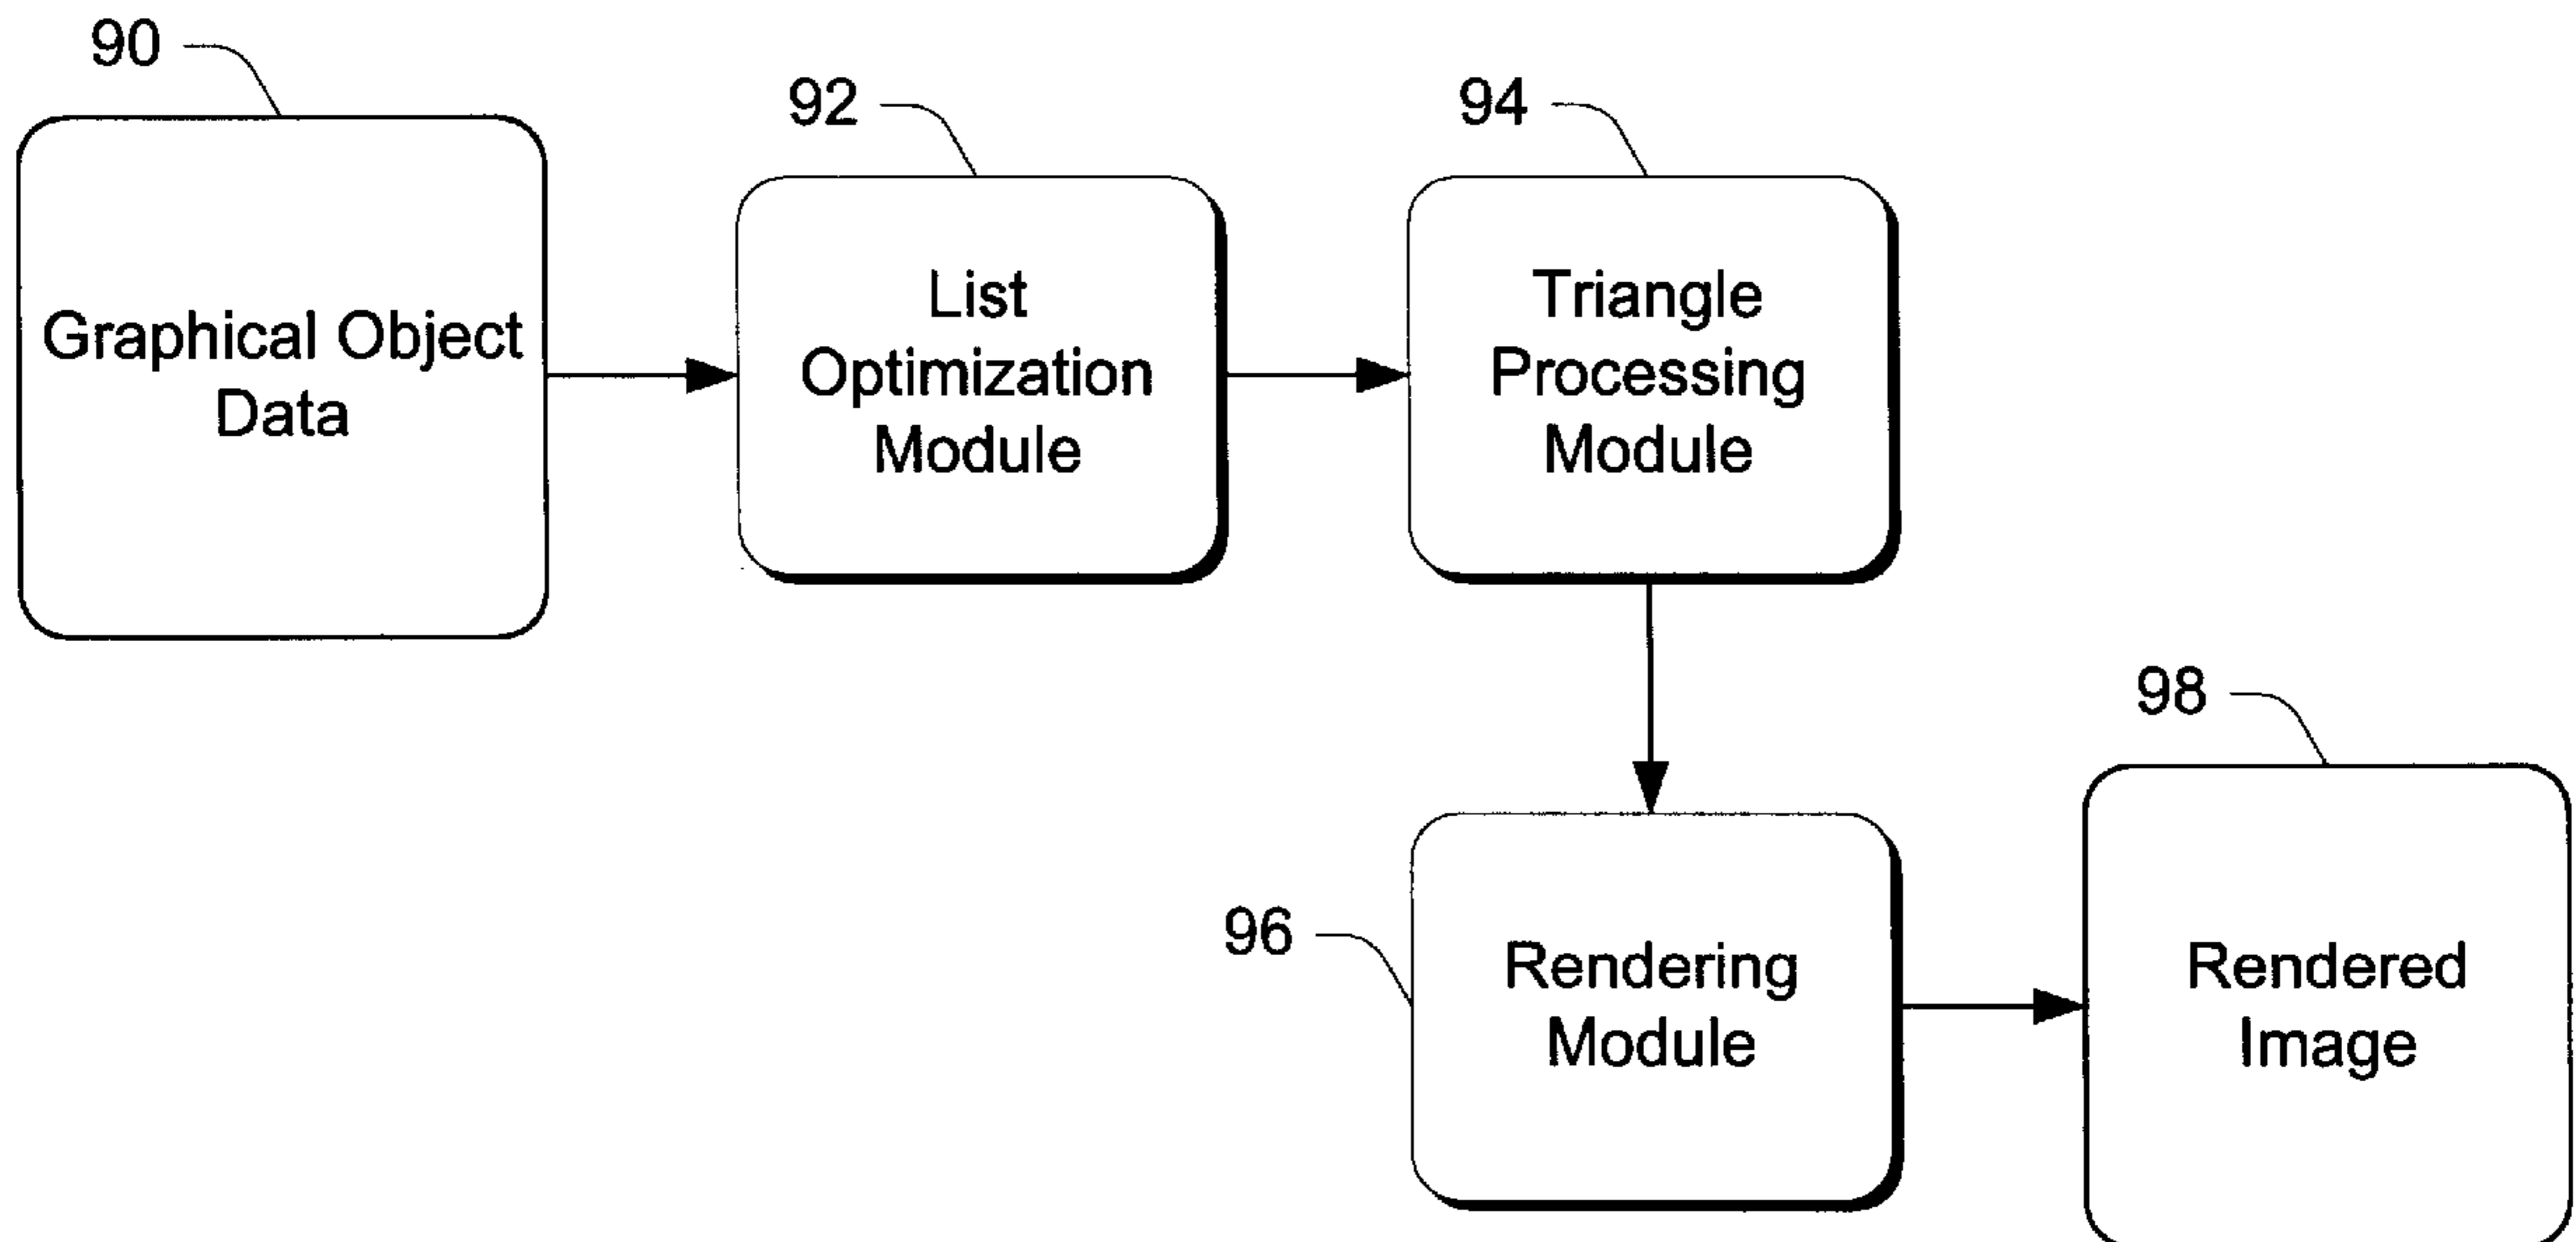 90
Graphical Object
Data
92
List
Optimization
Module
94
Triangle
Processing
Module
96
Rendering
Module
98
Rendered
Image